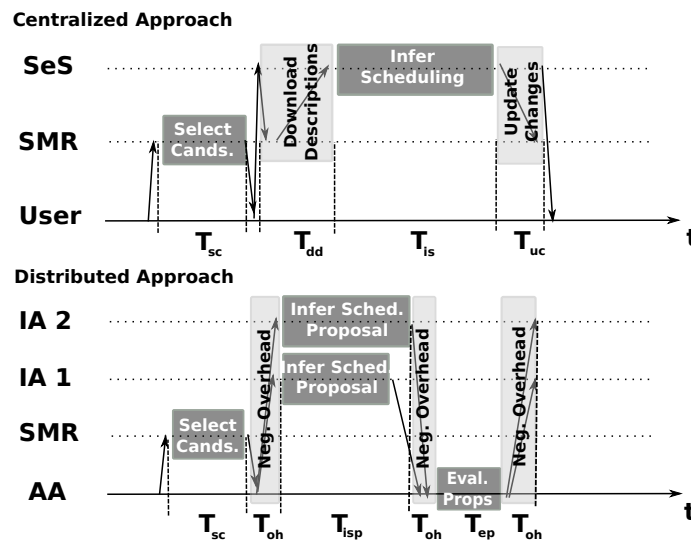 Centralized Approach
SeS
SMR
User
Select
Cands.
Download
Descriptions
Infer
Scheduling
Update
Changes
t
Tsc
Tdd
Tis
Tuc
Distributed Approach
IA 2
IA 1
SMR
AA
Select
Cands.
Neg. Overhead
Infer Sched.
Proposal
Infer Sched.
Proposal
Neg. Overhead
Eval.
Props
Neg. Overhead
t
Tsc
Toh
Tisp
Toh
Tep
Toh